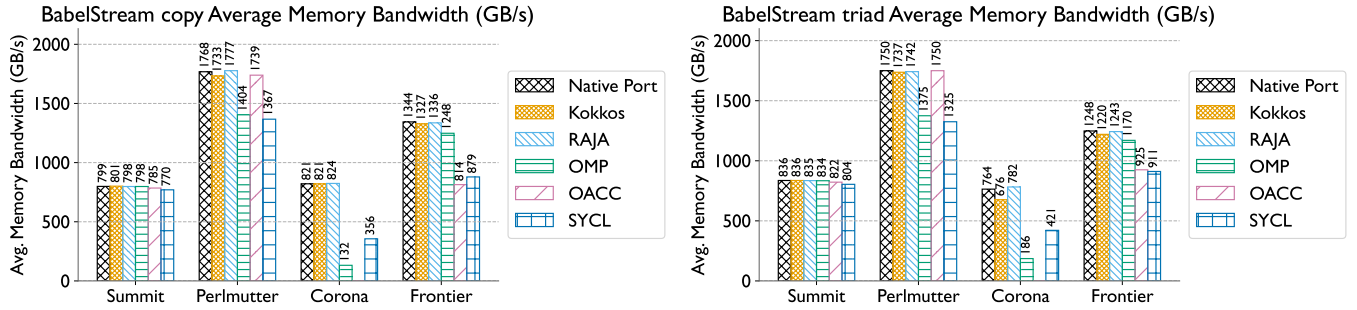 BabelStream copy Average Memory Bandwidth (GB/s)
Avg. Memory Bandwidth (GB/s)
2000
1500
1000
500
0
799
801
798
798
785
770
1768
1733
1777
1404
1739
1367
821
821
824
132
356
1344
1327
1336
1248
814
879
Summit
Perlmutter
Corona
Frontier
Native Port
Kokkos
RAJA
OMP
OACC
SYCL
BabelStream triad Average Memory Bandwidth (GB/s)
Avg. Memory Bandwidth (GB/s)
2000
1500
1000
500
0
836
836
835
834
822
804
1750
1737
1742
1375
1750
1325
764
676
782
186
421
1248
1220
1243
1170
925
911
Summit
Perlmutter
Corona
Frontier
Native Port
Kokkos
RAJA
OMP
OACC
SYCL